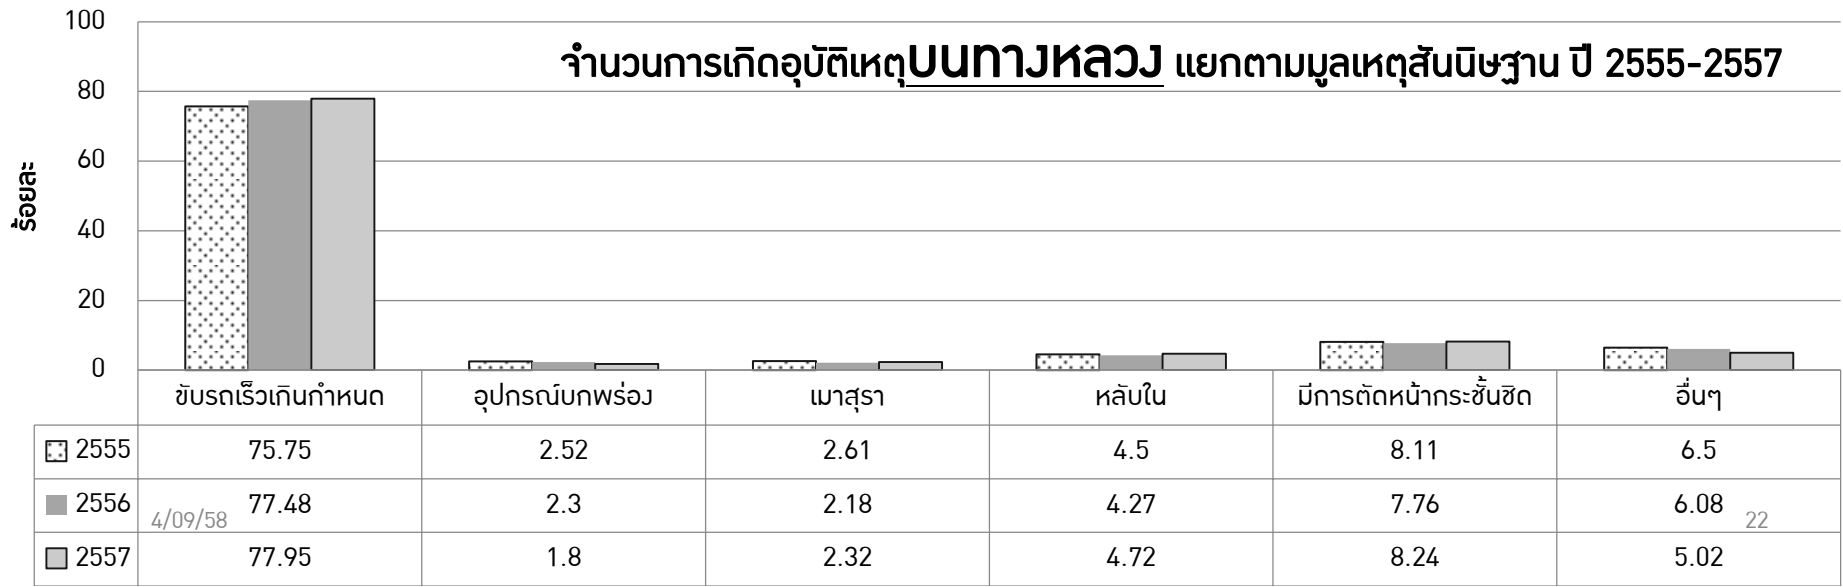 จำนวนการเกิดอุบัติเหตุบนทางหลวง แยกตามมูลเหตุสันนิษฐาน ปี 2555-2557
ร้อยละ
100
80
60
40
20
0
ขับรถเร็วเกินกำหนด อุปกรณ์บกพร่อง เมาสุรา หลับใน มีการตัดหน้ากระชั้นชิด อื่นๆ
2555 75.75 2.52 2.61 4.5 8.11 6.5
2556 77.48 2.3 2.18 4.27 7.76 6.08
4/09/58 22
2557 77.95 1.8 2.32 4.72 8.24 5.02